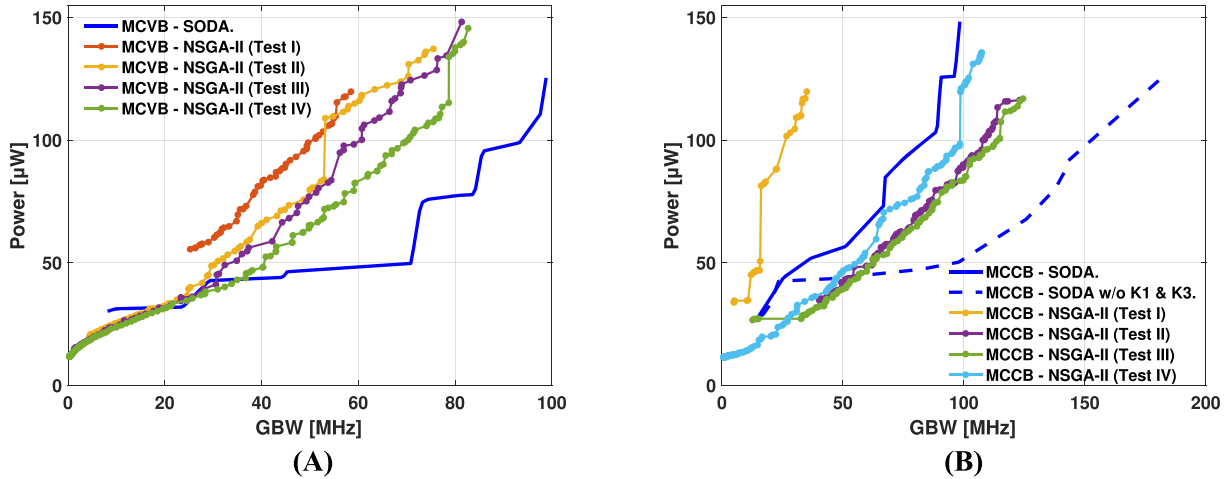 150
100
50
0
Power [µW]
MCVB - SODA.
MCVB - NSGA-II (Test I)
MCVB - NSGA-II (Test II)
MCVB - NSGA-II (Test III)
MCVB - NSGA-II (Test IV)
0 20 40 60 80 100
GBW [MHz]
(A)
150
100
50
0
Power [µW]
MCCB - SODA.
MCCB - SODA w/o K1 & K3.
MCCB - NSGA-II (Test I)
MCCB - NSGA-II (Test II)
MCCB - NSGA-II (Test III)
MCCB - NSGA-II (Test IV)
0 50 100 150 200
GBW [MHz]
(B)